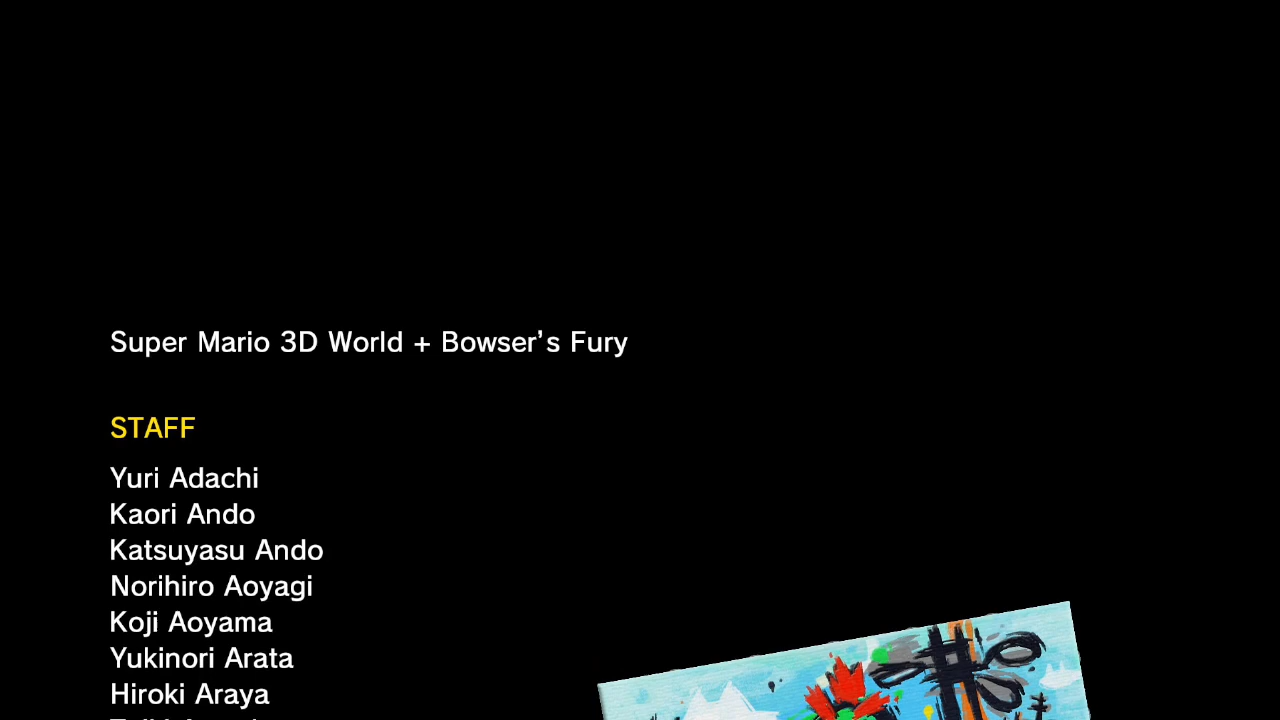 Super Mario 3D World + Bowser's Fury
STAFF
Yuri Adachi
Kaori Ando
Katsuyasu Ando
Norihiro Aoyagi
Koji Aoyama
Yukinori Arata
Hiroki Araya